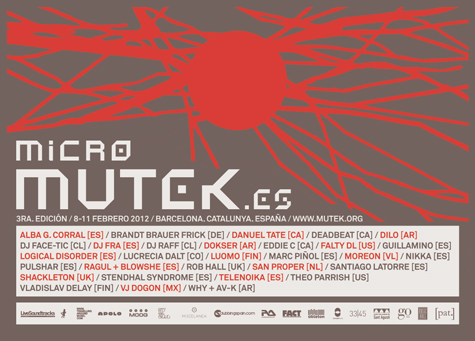 MiCRO
MUTEK.ES
3RA. EDICIÓN / 8-11 FEBRERO 2012 / BARCELONA, CATALUNYA. ESPAÑA / WWW.MUTEK.ORG
ALBA G. CORRAL [ES] / BRANDT BRAUER FRICK [DE] / DANUEL TATE [CA] / DEADBEAT [CA] / DILO [AR]
DJ FACE-TIC [CL] / DJ FRA [ES] / DJ RAFF [CL] / DOKSER [AR] / EDDIE C [CA] / FALTY DL [US] / GUILLAMINO [ES]
LOGICAL DISORDER [ES] / LUCRECIA DALT [CO] / LUOMO [FIN] / MARC PIÑOL [ES] / MOREON [VL] / NIKKA [ES]
PULSHAR [ES] / RAGUL + BLOWSHE [ES] / ROB HALL [UK] / SAN PROPER [NL] / SANTIAGO LATORRE [ES]
SHACKLETON [UK] / STENDHAL SYNDROME [ES] / TELENOIKA [ES] / THEO PARRISH [US]
VLADISLAV DELAY [FIN] / VJ DOGON [MX] / WHY + AV-K [AR]
LiveSoundtracks APOLO MOOG FACT 33|45 go [pat.]